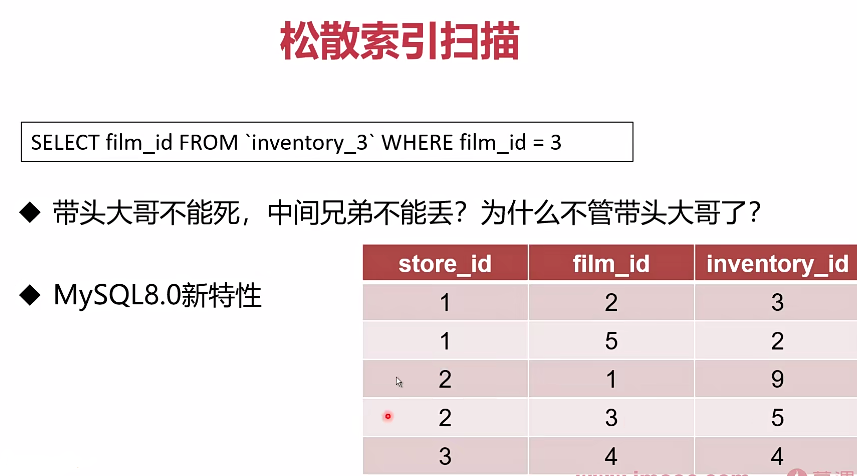 松散索引扫描
SELECT film_id FROM `inventory_3` WHERE film_id = 3
◆ 带头大哥不能死，中间兄弟不能丢？为什么不管带头大哥了？
◆ MySQL8.0新特性
store_id film_id inventory_id
1 2 3
1 5 2
2 1 9
2 3 5
3 4 4